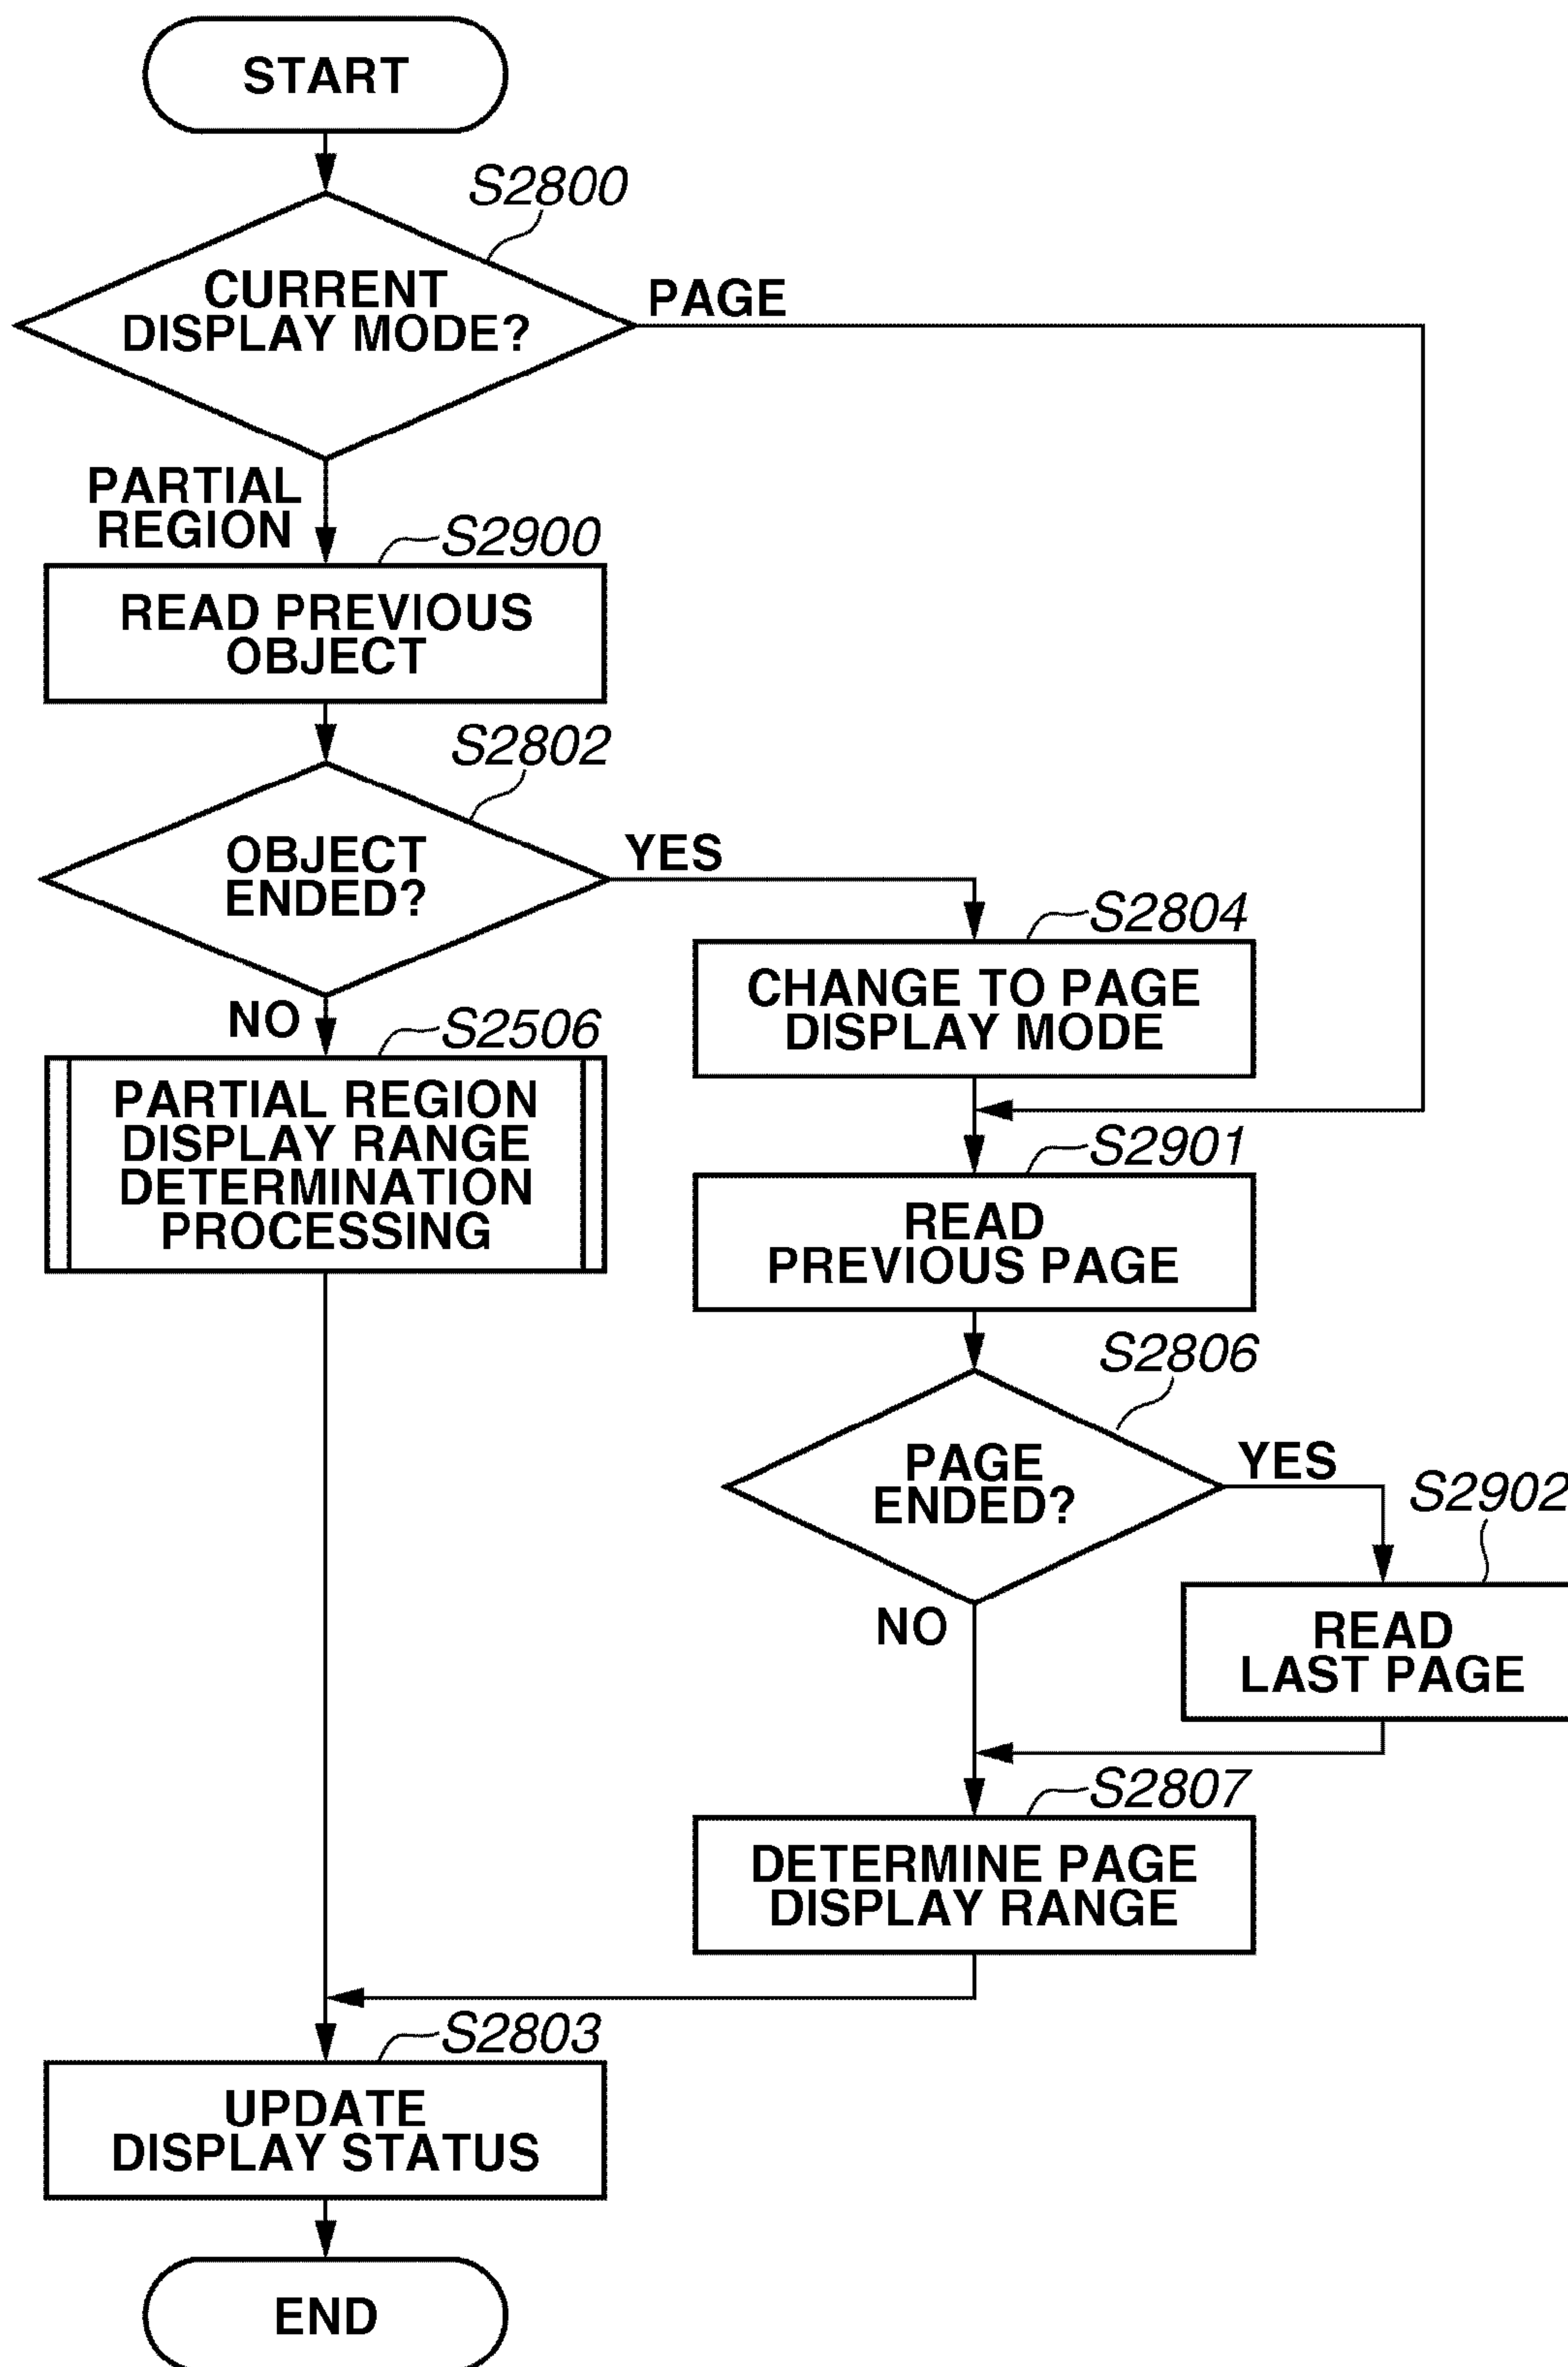 START
S2800
CURRENT
DISPLAY MODE?
PAGE
PARTIAL
REGION
S2900
READ PREVIOUS
OBJECT
S2802
OBJECT
ENDED?
YES
S2804
CHANGE TO PAGE
DISPLAY MODE
NO
S2506
PARTIAL REGION
DISPLAY RANGE
DETERMINATION
PROCESSING
S2901
READ
PREVIOUS PAGE
S2806
PAGE
ENDED?
YES
S2902
READ
LAST PAGE
NO
S2807
DETERMINE PAGE
DISPLAY RANGE
S2803
UPDATE
DISPLAY STATUS
END